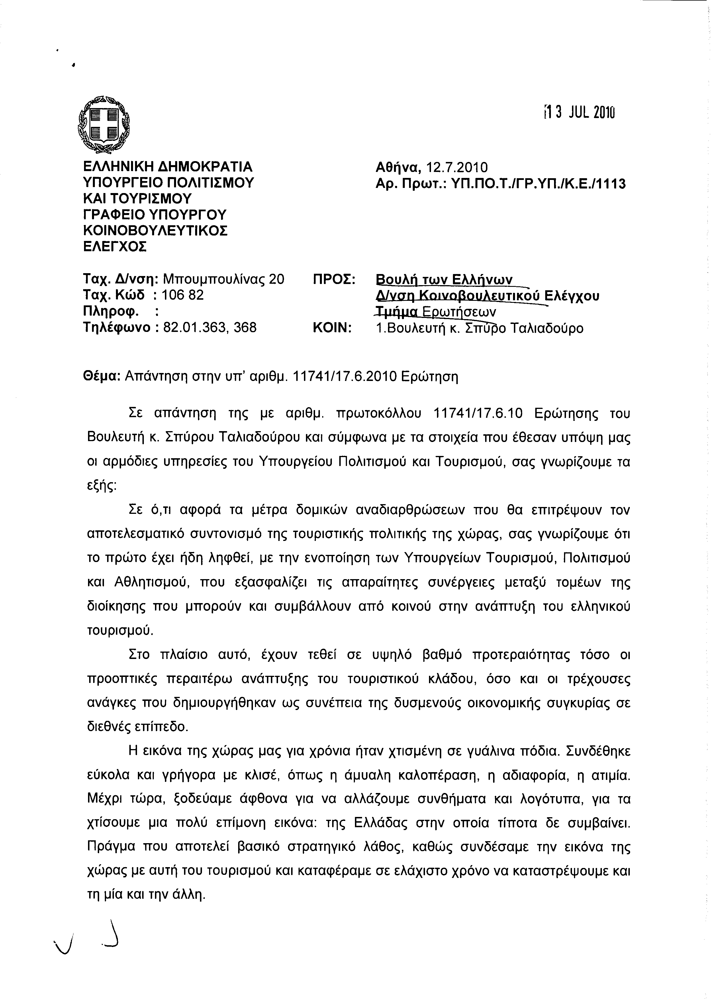 13 JUL 2010
ΕΛΛΗΝΙΚΗ ΔΗΜΟΚΡΑΤΙΑ
ΥΠΟΥΡΓΕΙΟ ΠΟΛΙΤΙΣΜΟΥ
ΚΑΙ ΤΟΥΡΙΣΜΟΥ
ΓΡΑΦΕΙΟ ΥΠΟΥΡΓΟΥ
ΚΟΙΝΟΒΟΥΛΕΥΤΙΚΟΣ
ΕΛΕΓΧΟΣ
Αθήνα, 12.7.2010
Αρ. Πρωτ.: ΥΠ.ΠΟ.Τ./ΓΡ.ΥΠ./Κ.Ε./1113
Ταχ. Δ/νση: Μπουμπουλίνας 20
Ταχ. Κώδ : 106 82
Πληροφ. :
Τηλέφωνο : 82.01.363, 368
ΠΡΟΣ: Βουλή των Ελλήνων
Δ/νση Κοινοβουλευτικού Ελέγχου
Τμήμα Ερωτήσεων
ΚΟΙΝ: 1.Βουλευτή κ. Σπύρο Ταλιαδούρο
Θέμα: Απάντηση στην υπ’ αριθμ. 11741/17.6.2010 Ερώτηση
Σε απάντηση της με αριθμ. πρωτοκόλλου 11741/17.6.10 Ερώτησης του
Βουλευτή κ. Σπύρου Ταλιαδούρου και σύμφωνα με τα στοιχεία που έθεσαν υπόψη μας
οι αρμόδιες υπηρεσίες του Υπουργείου Πολιτισμού και Τουρισμού, σας γνωρίζουμε τα
εξής:
Σε ό,τι αφορά τα μέτρα δομικών αναδιαρθρώσεων που θα επιτρέψουν τον
αποτελεσματικό συντονισμό της τουριστικής πολιτικής της χώρας, σας γνωρίζουμε ότι
το πρώτο έχει ήδη ληφθεί, με την ενοποίηση των Υπουργείων Τουρισμού, Πολιτισμού
και Αθλητισμού, που εξασφαλίζει τις απαραίτητες συνέργειες μεταξύ τομέων της
διοίκησης που μπορούν και συμβάλλουν από κοινού στην ανάπτυξη του ελληνικού
τουρισμού.
Στο πλαίσιο αυτό, έχουν τεθεί σε υψηλό βαθμό προτεραιότητας τόσο οι
προοπτικές περαιτέρω ανάπτυξης του τουριστικού κλάδου, όσο και οι τρέχουσες
ανάγκες που δημιουργήθηκαν ως συνέπεια της δυσμενούς οικονομικής συγκυρίας σε
διεθνές επίπεδο.
Η εικόνα της χώρας μας για χρόνια ήταν χτισμένη σε γυάλινα πόδια. Συνδέθηκε
εύκολα και γρήγορα με κλισέ, όπως η άμυαλη καλοπέραση, η αδιαφορία, η ατιμία.
Μέχρι τώρα, ξοδεύαμε άφθονα για να αλλάζουμε συνθήματα και λογότυπα, για τα
χτίσουμε μια πολύ επίμονη εικόνα: της Ελλάδας στην οποία τίποτα δε συμβαίνει.
Πράγμα που αποτελεί βασικό στρατηγικό λάθος, καθώς συνδέσαμε την εικόνα της
χώρας με αυτή του τουρισμού και καταφέραμε σε ελάχιστο χρόνο να καταστρέψουμε και
τη μία και την άλλη.